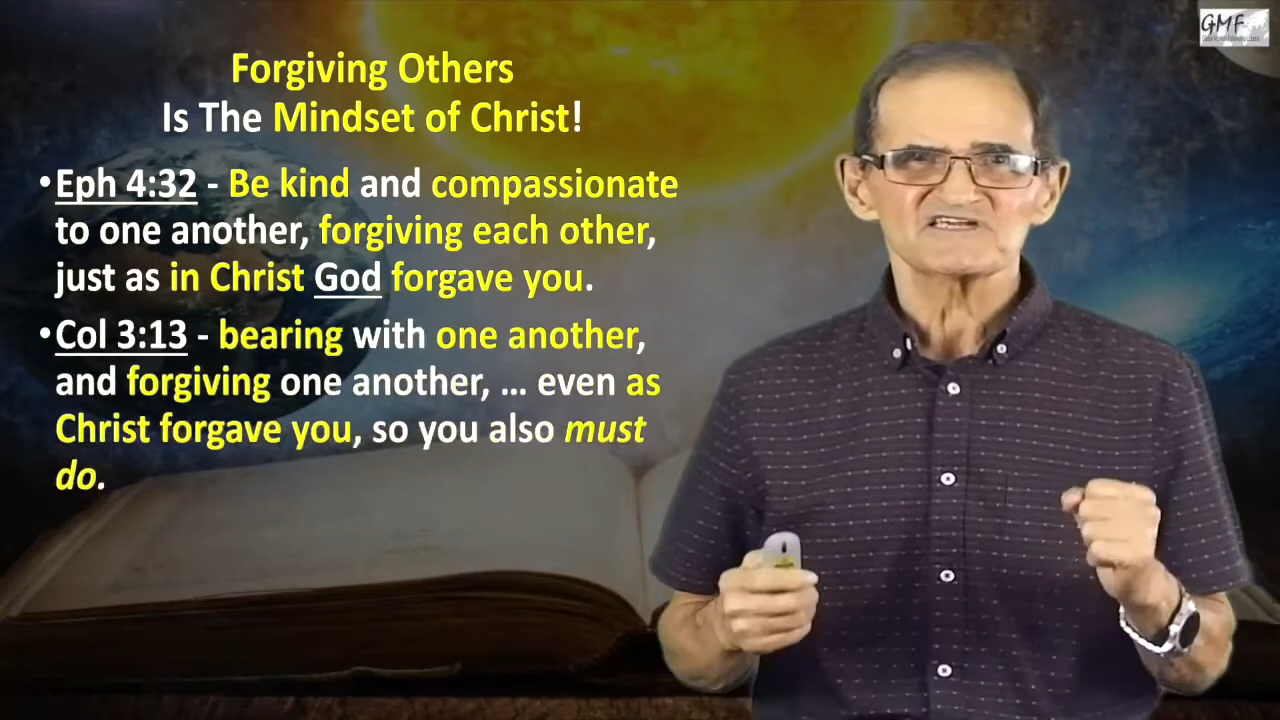 GMF
Forgiving Others
Is The Mindset of Christ!
•Eph 4:32 - Be kind and compassionate
to one another, forgiving each other,
just as in Christ God forgave you.
•Col 3:13 - bearing with one another,
and forgiving one another, ... even as
Christ forgave you, so you also must
do.